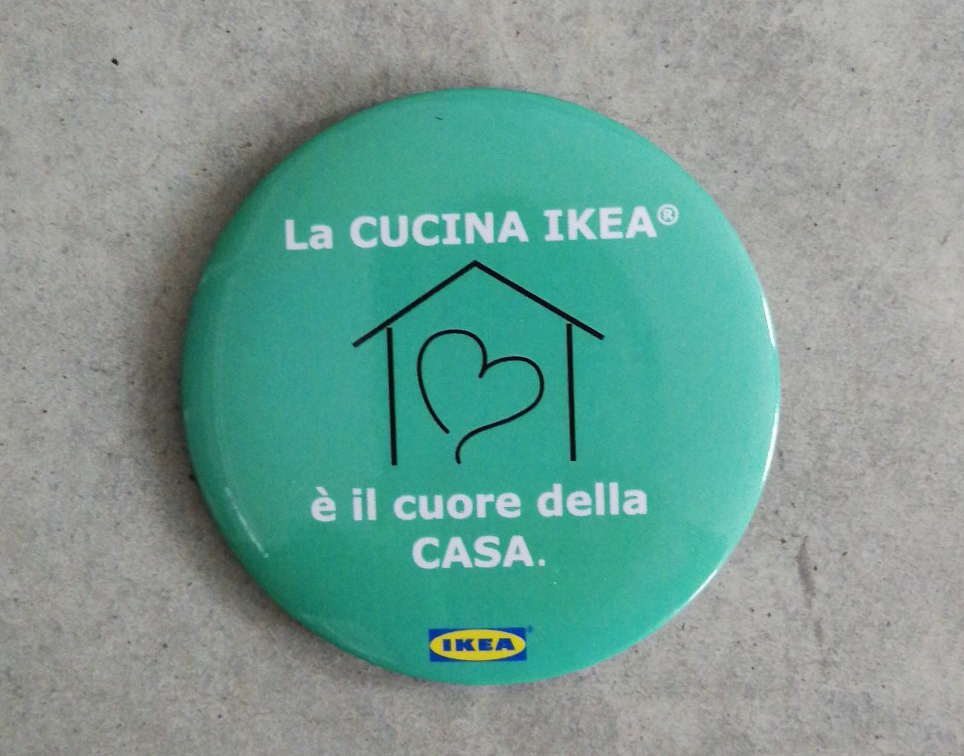 La CUCINA IKEA®
è il cuore della
CASA.
IKEA®